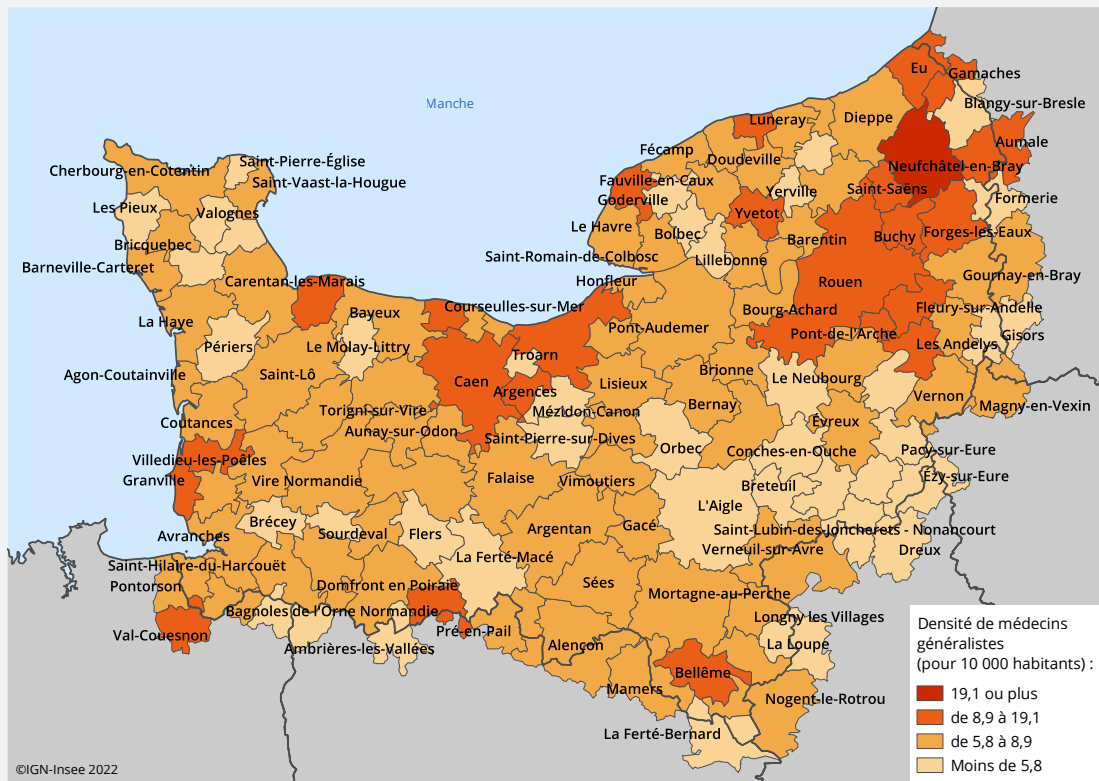 Manche
Eu
Gamaches
Blangy-sur-Bresle
Luneray
Dieppe
Aumale
Fécamp
Doudeville
Neufchâtel-en-Bray
Cherbourg-en-Cotentin
Saint-Pierre-Église
Saint-Vaast-la-Hougue
Fauville-en-Caux
Goderville
Yerville
Saint-Saëns
Formerie
Les Pieux
Valognes
Yvetot
Le Havre
Bolbec
Barentin
Buchy
Forges-les-Eaux
Bricquebec
Saint-Romain-de-Colbosc
Lillebonne
Barneville-Carteret
Carentan-les-Marais
Honfleur
Rouen
Gournay-en-Bray
Courseulles-sur-Mer
Bourg-Achard
Fleury-sur-Andelle
La Haye
Bayeux
Pont-Audemer
Pont-de-l'Arche
Gisors
Périers
Le Molay-Littry
Troarn
Les Andelys
Agon-Coutainville
Saint-Lô
Caen
Argences
Lisieux
Brionne
Le Neubourg
Vernon
Magny-en-Vexin
Torigni-sur-Vire
Mézidon-Canon
Bernay
Coutances
Aunay-sur-Odon
Saint-Pierre-sur-Dives
Évreux
Villedieu-les-Poêles
Orbec
Conches-en-Ouche
Pacy-sur-Eure
Granville
Vire Normandie
Falaise
Vimoutiers
Breteuil
Ézy-sur-Eure
L'Aigle
Brécey
Sourdeval
Flers
Argentan
Gacé
Saint-Lubin-des-Joncherets - Nonancourt
Avranches
La Ferté-Macé
Verneuil-sur-Avre
Dreux
Saint-Hilaire-du-Harcouët
Pontorson
Domfront en Poiraie
Sées
Mortagne-au-Perche
Bagnoles de l'Orne Normandie
Longny les Villages
Val-Couesnon
Pré-en-Pail
Ambrières-les-Vallées
Alençon
La Loupe
Bellême
Mamers
Nogent-le-Rotrou
La Ferté-Bernard
Densité de médecins
généralistes
(pour 10 000 habitants) :
19,1 ou plus
de 8,9 à 19,1
de 5,8 à 8,9
Moins de 5,8
©IGN-Insee 2022